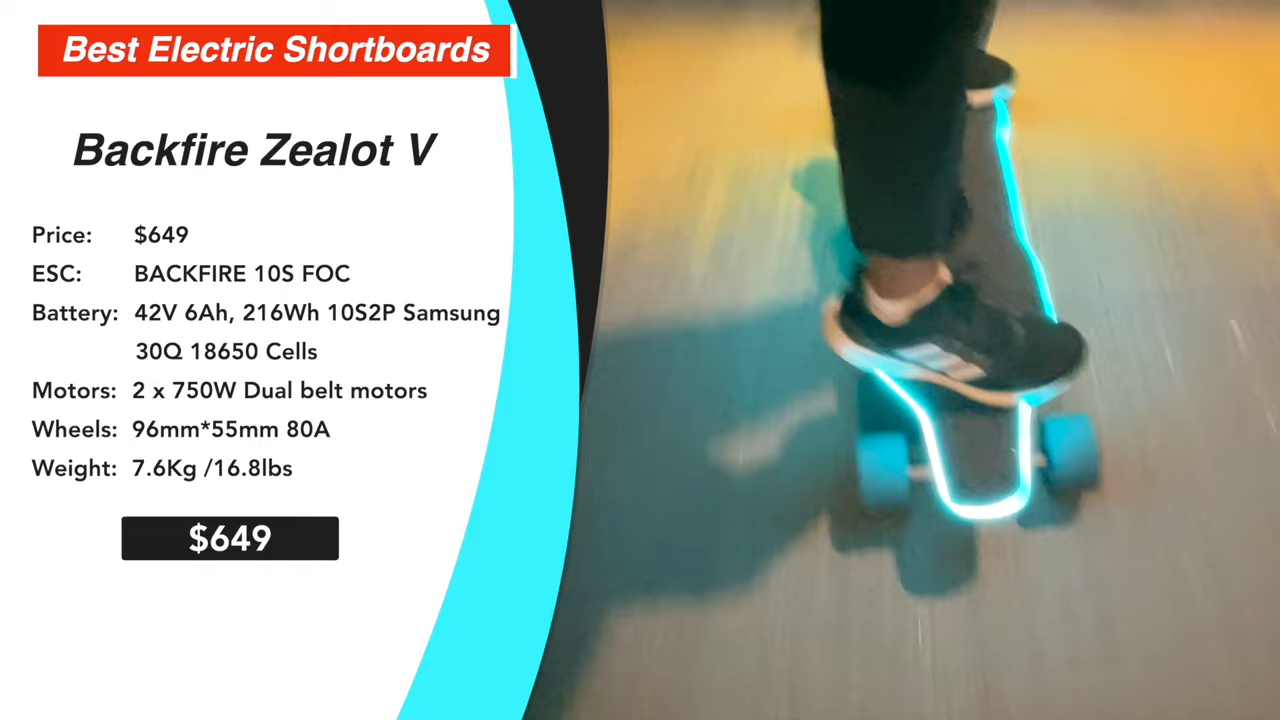 Best Electric Shortboards
Backfire Zealot V
Price: $649
ESC: BACKFIRE 10S FOC
Battery: 42V 6Ah, 216Wh 10S2P Samsung
30Q 18650 Cells
Motors: 2 x 750W Dual belt motors
Wheels: 96mm*55mm 80A
Weight: 7.6Kg /16.8lbs
$649